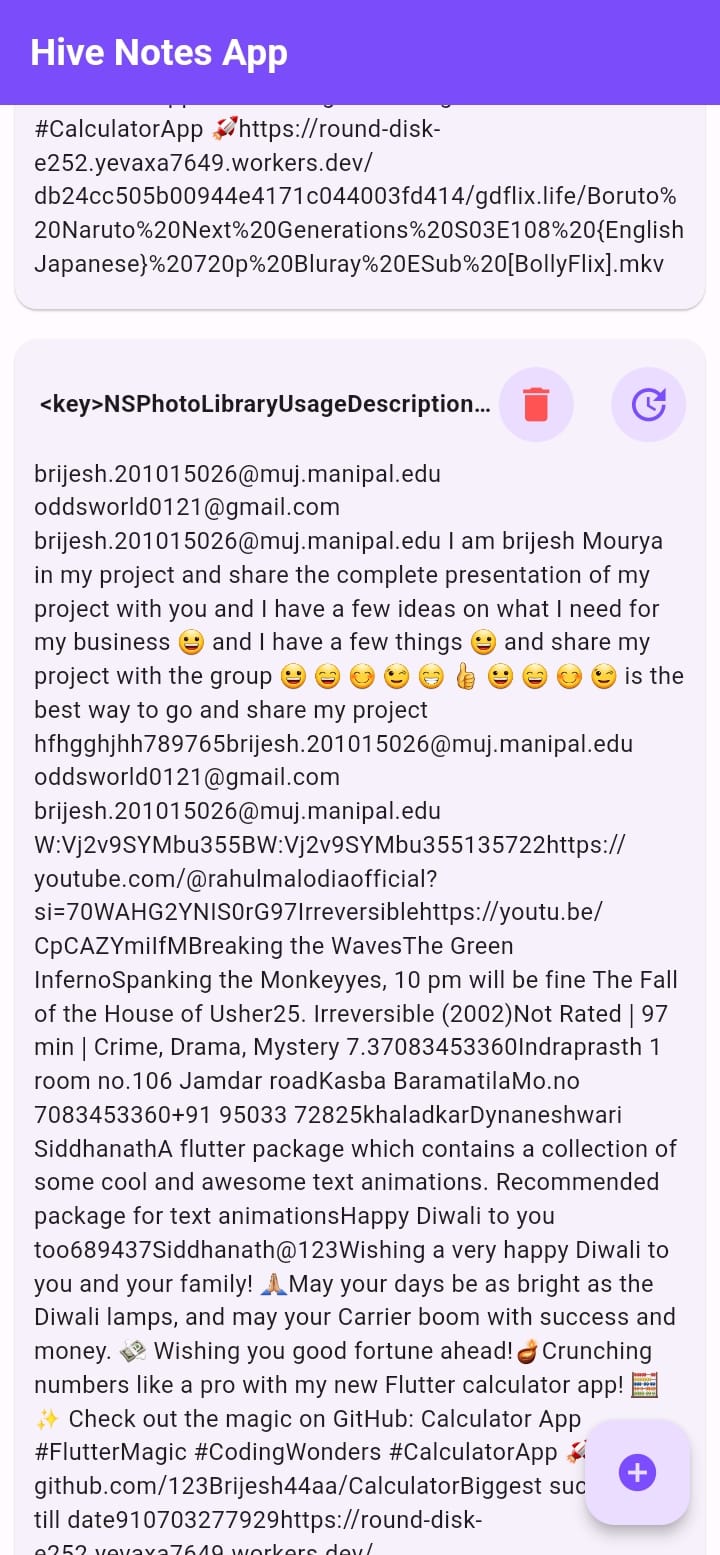 Hive Notes App
#CalculatorApp 🚀https://round-disk-
e252.yevaxa7649.workers.dev/
db24cc505b00944e4171c044003fd414/gdflix.life/Boruto%
20Naruto%20Next%20Generations%20S03E108%20{English
Japanese}%20720p%20Bluray%20ESub%20[BollyFlix].mkv
<key>NSPhotoLibraryUsageDescription...
brijesh.201015026@muj.manipal.edu
oddsworld0121@gmail.com
brijesh.201015026@muj.manipal.edu I am brijesh Mourya
in my project and share the complete presentation of my
project with you and I have a few ideas on what I need for
my business 😀 and I have a few things 😀 and share my
project with the group 😀 😄 😊 😉 😁 👍 😀 😄 😊 😉 is the
best way to go and share my project
hfhgghjhh789765brijesh.201015026@muj.manipal.edu
oddsworld0121@gmail.com
brijesh.201015026@muj.manipal.edu
W:Vj2v9SYMbu355BW:Vj2v9SYMbu355135722https://
youtube.com/@rahulmalodiaofficial?
si=70WAHG2YNIS0rG97Irreversiblehttps://youtu.be/
CpCAZYmiIfMBreaking the WavesThe Green
InfernoSpanking the Monkeyyes, 10 pm will be fine The Fall
of the House of Usher25. Irreversible (2002)Not Rated | 97
min | Crime, Drama, Mystery 7.37083453360Indraprasth 1
room no.106 Jamdar roadKasba BaramatilaMo.no
7083453360+91 95033 72825khaladkarDynaneshwari
SiddhanathA flutter package which contains a collection of
some cool and awesome text animations. Recommended
package for text animationsHappy Diwali to you
too689437Siddhanath@123Wishing a very happy Diwali to
you and your family! 🙏🏼May your days be as bright as the
Diwali lamps, and may your Carrier boom with success and
money. 💸 Wishing you good fortune ahead!🪔Crunching
numbers like a pro with my new Flutter calculator app! 🧮
✨ Check out the magic on GitHub: Calculator App
#FlutterMagic #CodingWonders #CalculatorApp 🚀
github.com/123Brijesh44aa/CalculatorBiggest suc
till date910703277929https://round-disk-
e252.yevaxa7649.workers.dev/